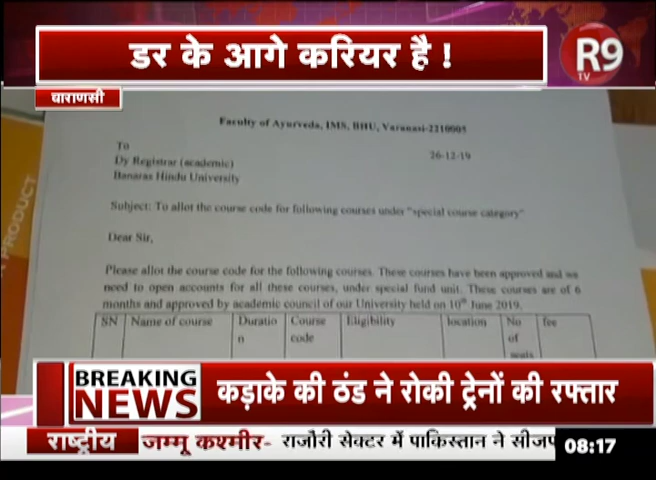 डर के आगे करियर है !
R9
TV
वाराणसी
Faculty of Ayurveda, IMS, BHU, Varanasi-2210005
To
26-12/19
Dy Registrar (academic)
Banaras Hindu University
Subject: To allot the course code for following courses under "special course category"
Dear Sir,
Please allot the course code for the following courses. These courses have been approved and we
need to open accounts for all these courses, under special fund unit. These courses are of 6
months and approved by academic council of our University held on 10th June 2019.
SN Name of course Duratio Course Eligibility location No fee
n code of
seats
PRODUCT
BREAKING
NEWS
कड़ाके की ठंड ने रोकी ट्रेनों की रफ्तार
राष्ट्रीय जम्मू कश्मीर- राजौरी सेक्टर में पाकिस्तान ने सीजफ
08:17